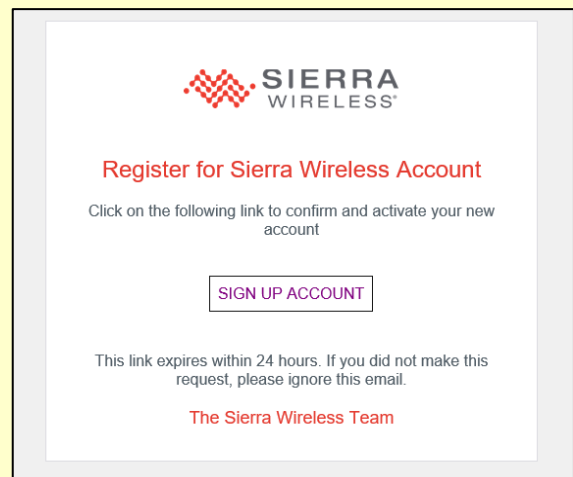 SIERRA
WIRELESS®
Register for Sierra Wireless Account
Click on the following link to confirm and activate your new
account
SIGN UP ACCOUNT
This link expires within 24 hours. If you did not make this
request, please ignore this email.
The Sierra Wireless Team